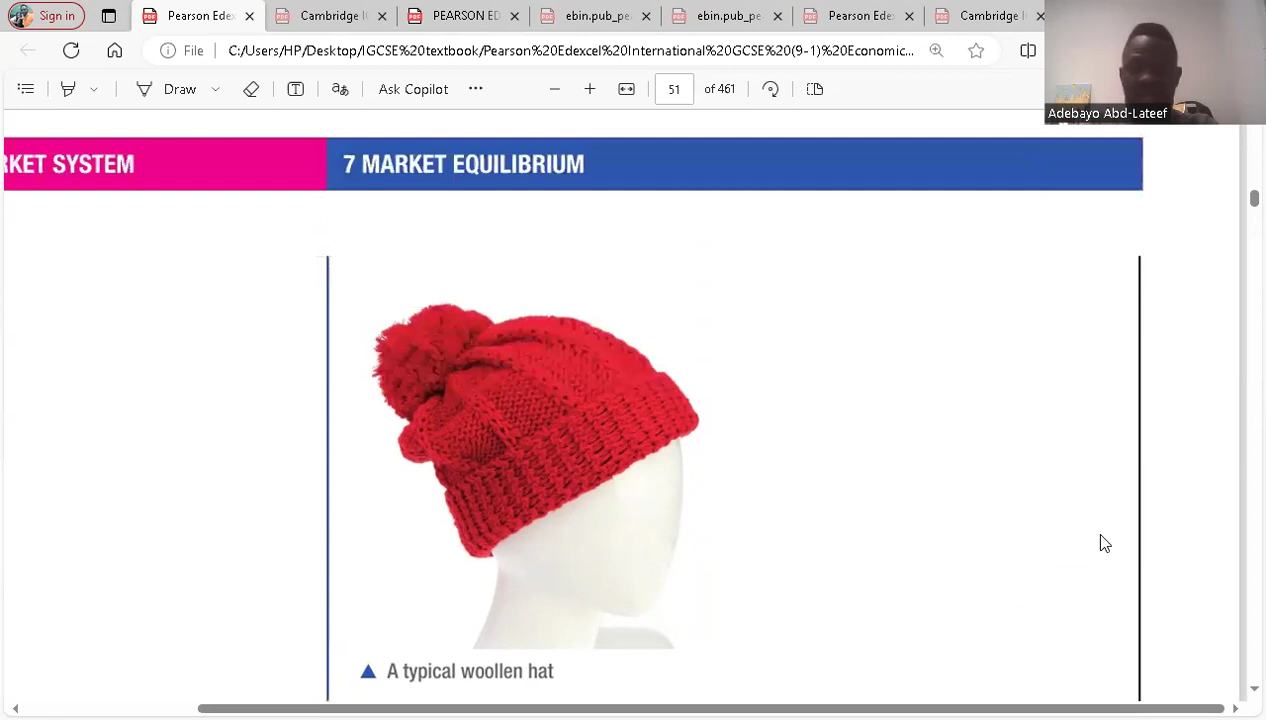 Pearson Ede
Cambridge I
PEARSON ED
ebin.pub_pe
ebin.pub_pe
Pearson Ede
Cambridge I
Sign in
File
C:/Users/HP/Desktop/IGCSE%20textbook/Pearson%20Edexcel%20International%20GCSE%20(9-1)%20Economic...
Draw
Ask Copilot
51 of 461
Adebayo Abd-Lateef
RKET SYSTEM
7 MARKET EQUILIBRIUM
A typical woollen hat